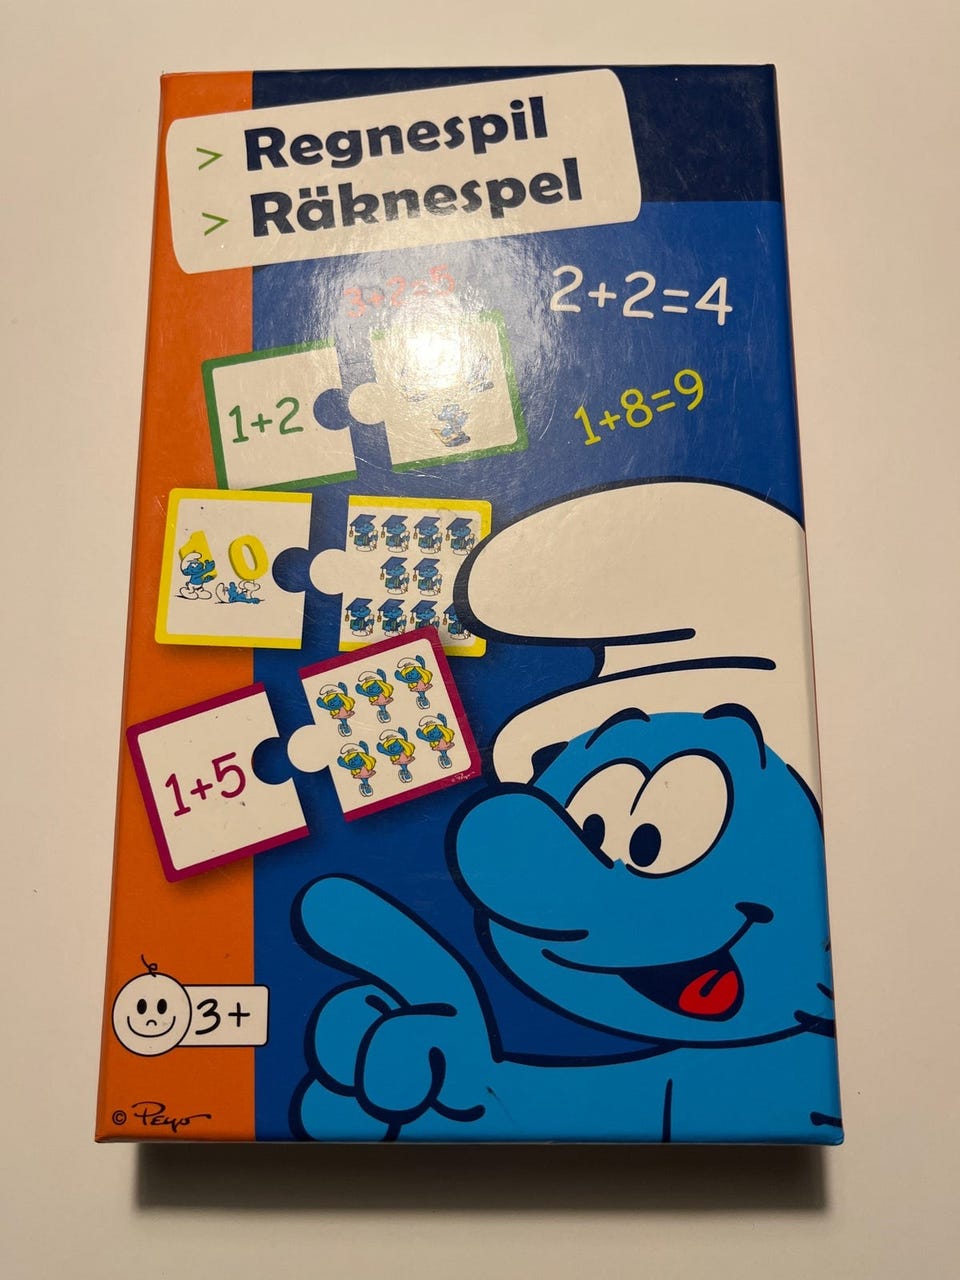 > Regnespil
> Räknespel
3+2=5
2+2=4
1+2
1+8=9
10
1+5
3+
© Peyo